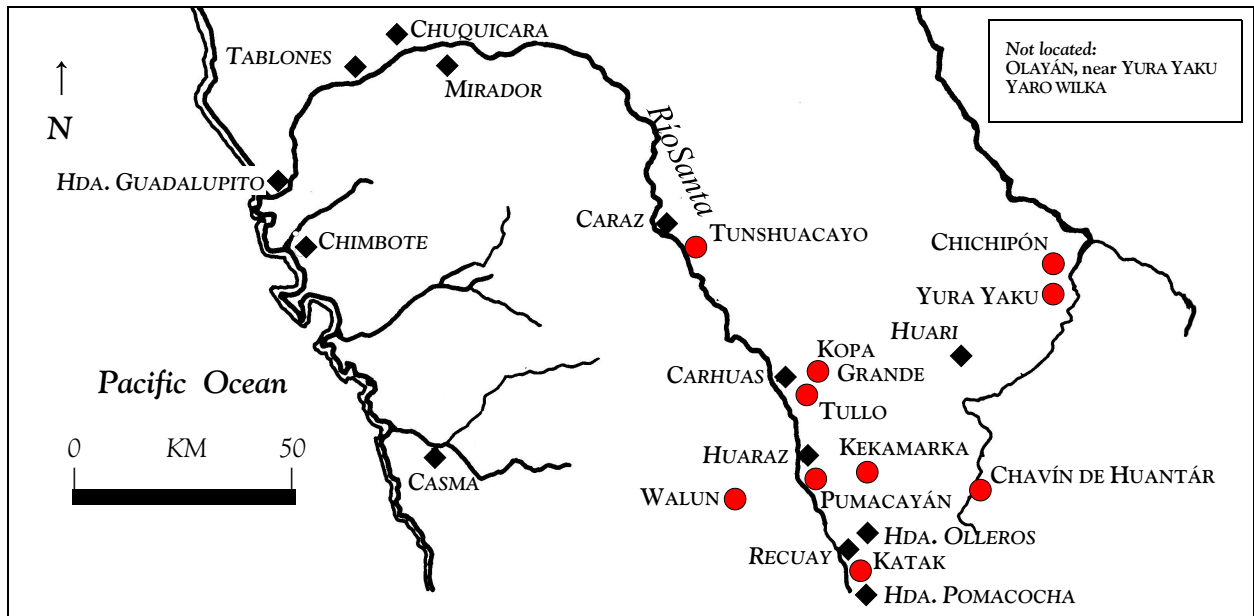 CHUQUICARA
TABLONES
MIRADOR
Not located:
OLAYÁN, near YURA YAKU
YARO WILKA
N
HDA. GUADALUPITO
CHIMBOTE
Río Santa
CARAZ
TUNSHUACAYO
CHICHIPÓN
YURA YAKU
HUARI
KOPA
GRANDE
CARHUAS
TULLO
Pacific Ocean
0 KM 50
CASMA
HUARAZ
KEKAMARKA
WALUN
PUMACAYÁN
CHAVÍN DE HUANTÁR
HDA. OLLEROS
RECUAY
KATAK
HDA. POMACOCHA